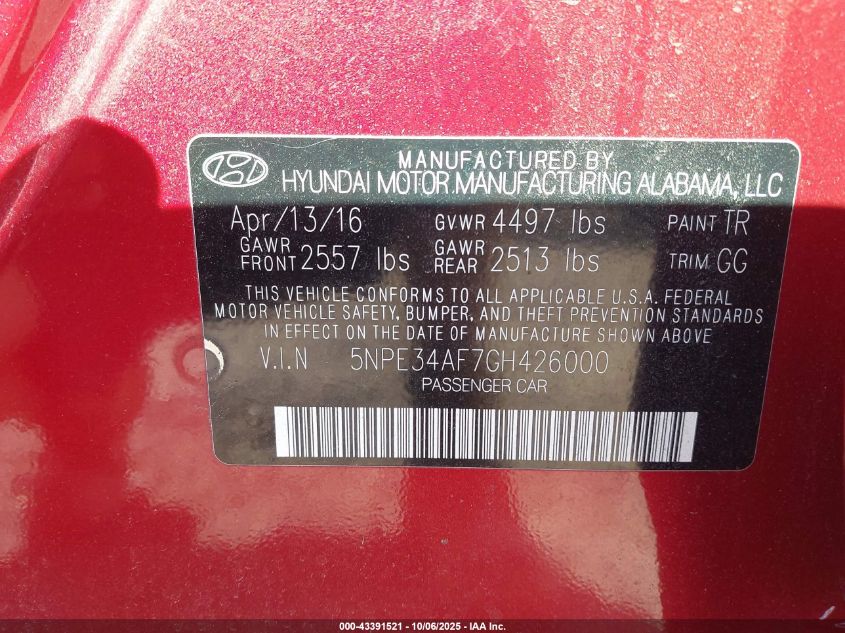 MANUFACTURED BY
HYUNDAI MOTOR MANUFACTURING ALABAMA, LLC
Apr/13/16 GVWR 4497 lbs PAINT TR
GAWR FRONT 2557 lbs GAWR REAR 2513 lbs TRIM GG
THIS VEHICLE CONFORMS TO ALL APPLICABLE U.S.A. FEDERAL
MOTOR VEHICLE SAFETY, BUMPER, AND THEFT PREVENTION STANDARDS
IN EFFECT ON THE DATE OF MANUFACTURE SHOWN ABOVE
V.I.N 5NPE34AF7GH426000
PASSENGER CAR
000-43391521 - 10/06/2025 - IAA Inc.